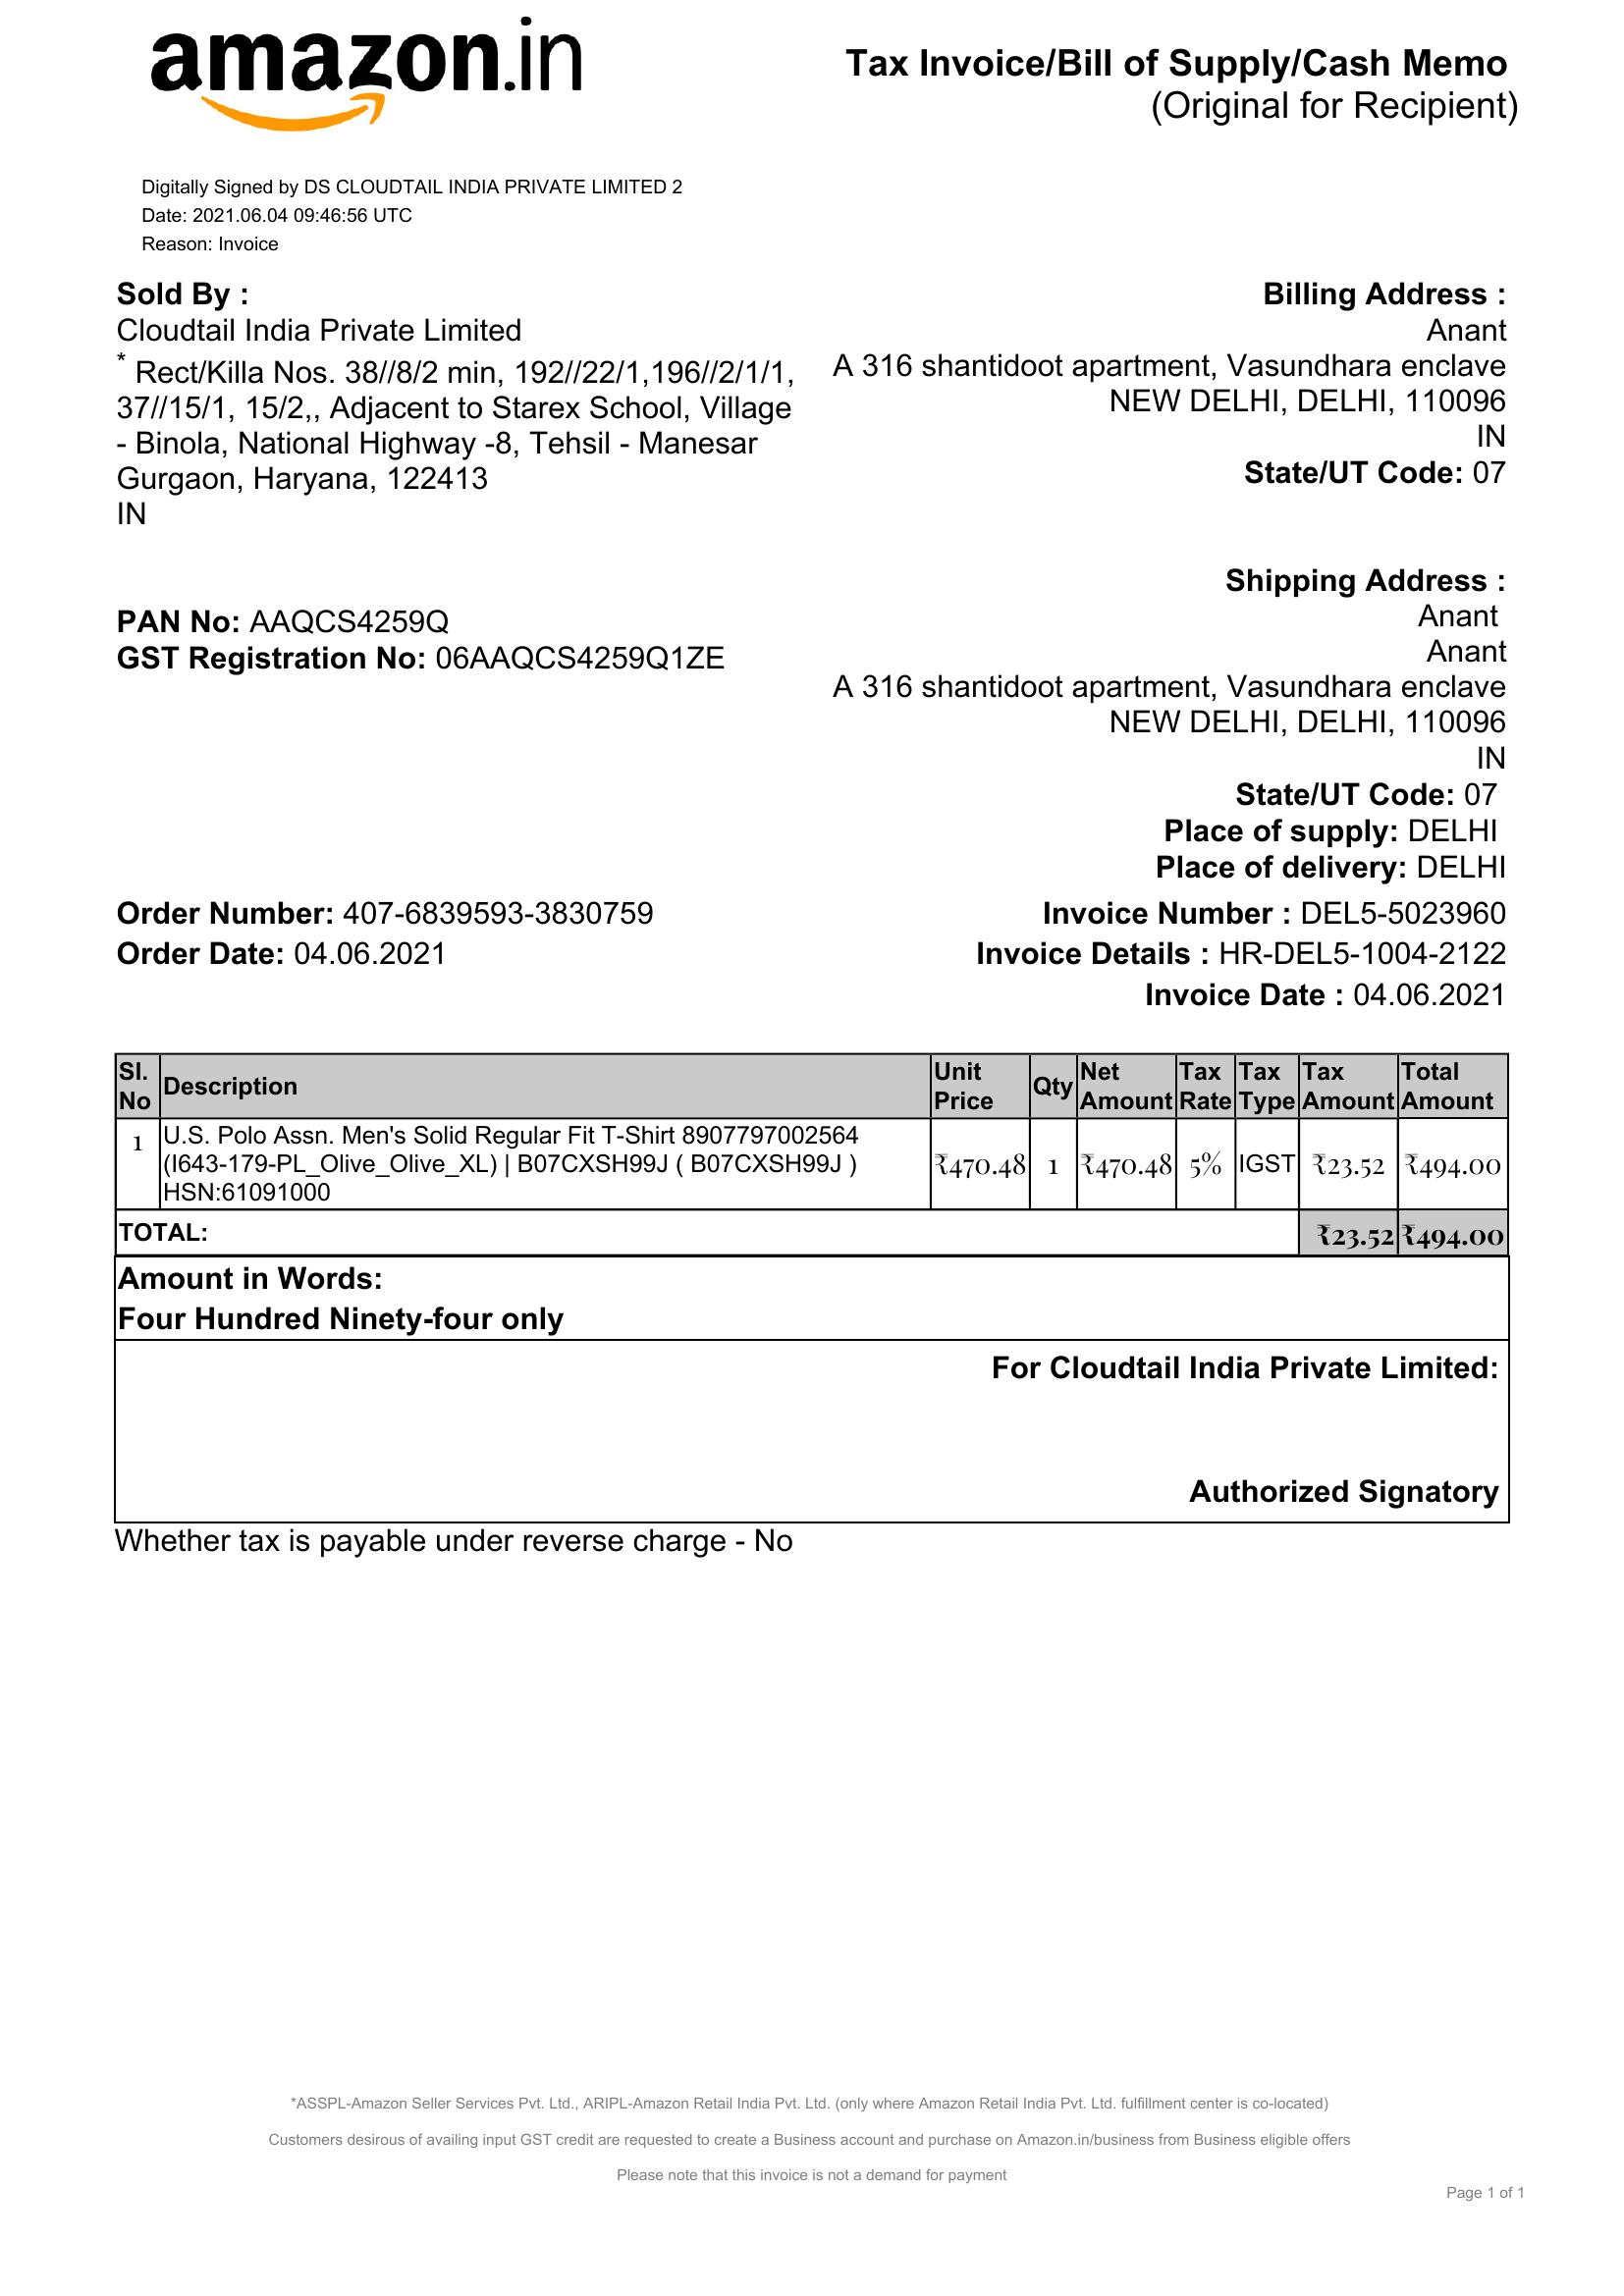 amazon.in
Tax Invoice/Bill of Supply/Cash Memo
(Original for Recipient)
Digitally Signed by DS CLOUDTAIL INDIA PRIVATE LIMITED 2
Date: 2021.06.04 09:46:56 UTC
Reason: Invoice
Sold By :
Cloudtail India Private Limited
* Rect/Killa Nos. 38//8/2 min, 192//22/1,196//2/1/1,
37//15/1, 15/2,, Adjacent to Starex School, Village
- Binola, National Highway -8, Tehsil - Manesar
Gurgaon, Haryana, 122413
IN
PAN No: AAQCS4259Q
GST Registration No: 06AAQCS4259Q1ZE
Billing Address :
Anant
A 316 shantidoot apartment, Vasundhara enclave
NEW DELHI, DELHI, 110096
IN
State/UT Code: 07
Shipping Address :
Anant
Anant
A 316 shantidoot apartment, Vasundhara enclave
NEW DELHI, DELHI, 110096
IN
State/UT Code: 07
Place of supply: DELHI
Place of delivery: DELHI
Order Number: 407-6839593-3830759
Order Date: 04.06.2021
Invoice Number : DEL5-5023960
Invoice Details : HR-DEL5-1004-2122
Invoice Date : 04.06.2021
Sl. No Description Unit Price Qty Net Amount Tax Rate Tax Type Tax Amount Total Amount
1 U.S. Polo Assn. Men's Solid Regular Fit T-Shirt 8907797002564
(I643-179-PL_Olive_Olive_XL) | B07CXSH99J ( B07CXSH99J ) ₹470.48 1 ₹470.48 5% IGST ₹23.52 ₹494.00
HSN:61091000
TOTAL: ₹23.52 ₹494.00
Amount in Words:
Four Hundred Ninety-four only
For Cloudtail India Private Limited:
Authorized Signatory
Whether tax is payable under reverse charge - No
*ASSPL-Amazon Seller Services Pvt. Ltd., ARIPL-Amazon Retail India Pvt. Ltd. (only where Amazon Retail India Pvt. Ltd. fulfillment center is co-located)
Customers desirous of availing input GST credit are requested to create a Business account and purchase on Amazon.in/business from Business eligible offers
Please note that this invoice is not a demand for payment
Page 1 of 1